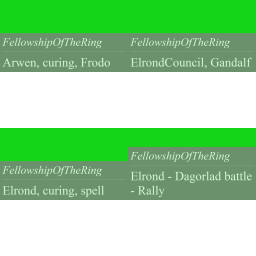 FellowshipOfTheRing
Arwen, curing, Frodo
FellowshipOfTheRing
ElrondCouncil, Gandalf
FellowshipOfTheRing
Elrond, curing, spell
FellowshipOfTheRing
Elrond - Dagorlad battle
- Rally